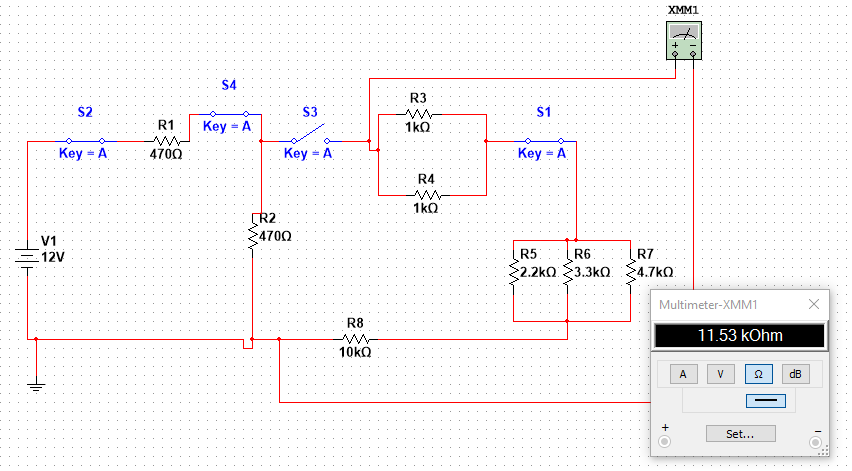 XMM1
S4
Key = A
S2
Key = A
R1
470Ω
S3
Key = A
R3
1kΩ
S1
Key = A
R4
1kΩ
V1
12V
R2
470Ω
R5
2.2kΩ
R6
3.3kΩ
R7
4.7kΩ
R8
10kΩ
Multimeter-XMM1
11.53 kOhm
A V Ω dB
+ Set... −